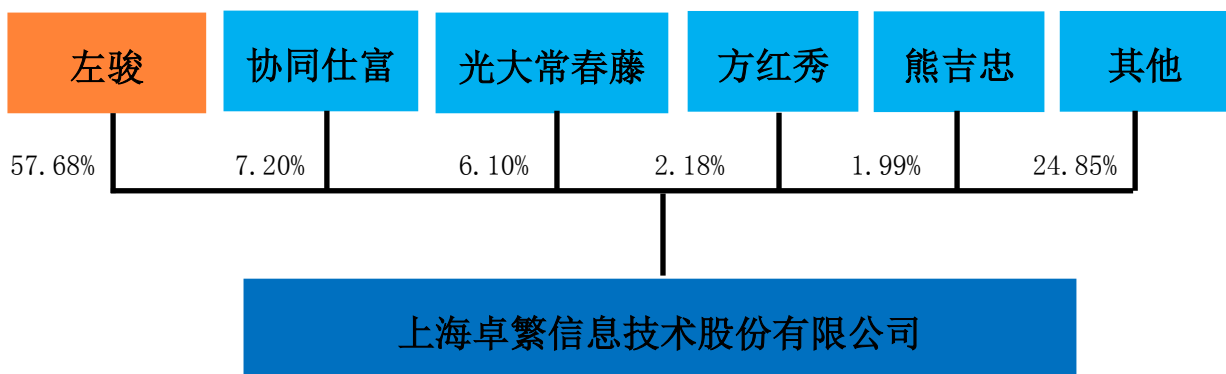 左骏
协同仕富
光大常春藤
方红秀
熊吉忠
其他
57.68%
7.20%
6.10%
2.18%
1.99%
24.85%
上海卓繁信息技术股份有限公司